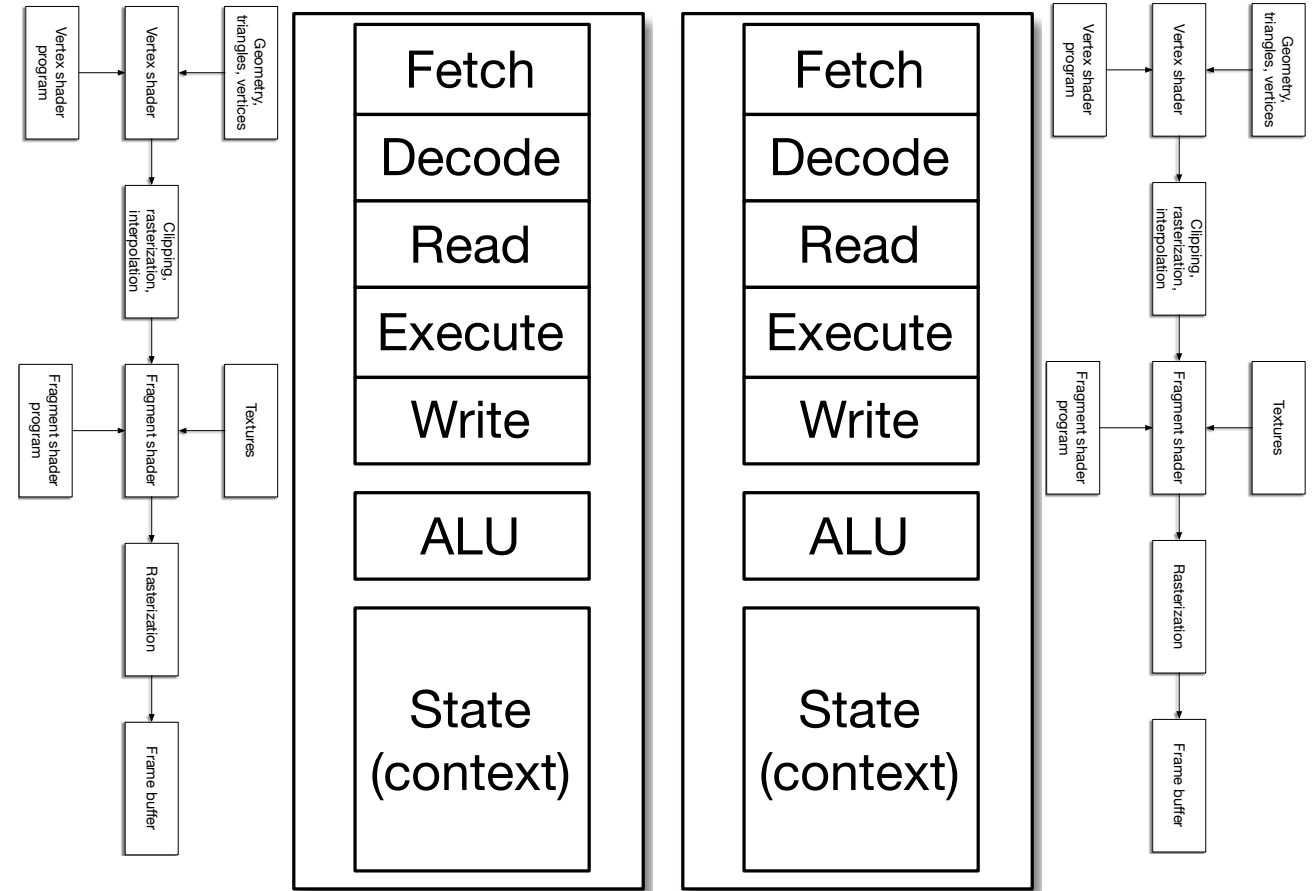 Vertex shader
program
Vertex shader
Geometry,
triangles, vertices
Clipping,
rasterization,
interpolation
Fragment shader
program
Fragment shader
Textures
Rasterization
Frame buffer
Fetch
Decode
Read
Execute
Write
ALU
State
(context)
Fetch
Decode
Read
Execute
Write
ALU
State
(context)
Vertex shader
program
Vertex shader
Geometry,
triangles, vertices
Clipping,
rasterization,
interpolation
Fragment shader
program
Fragment shader
Textures
Rasterization
Frame buffer